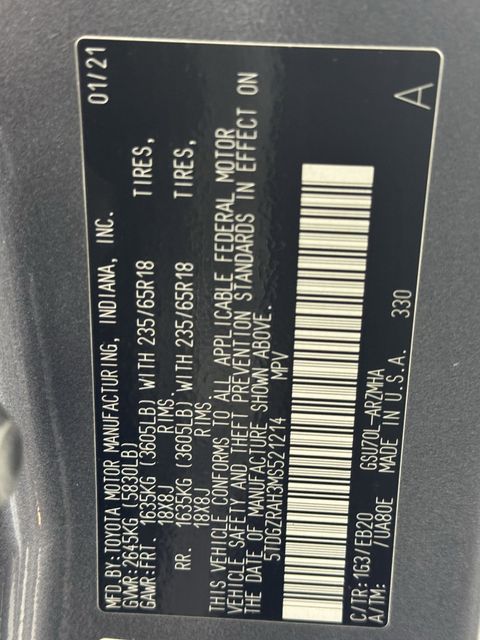 MFD.BY:TOYOTA MOTOR MANUFACTURING, INDIANA, INC. 01/21
GVWR:2645KG (5830LB)
GAWR:FRT. 1635KG (3605LB) WITH 235/65R18 TIRES,
18X8J RIMS.
RR. 1635KG (3605LB) WITH 235/65R18 TIRES,
18X8J RIMS.
THIS VEHICLE CONFORMS TO ALL APPLICABLE FEDERAL MOTOR
VEHICLE SAFETY AND THEFT PREVENTION STANDARDS IN EFFECT ON
THE DATE OF MANUFACTURE SHOWN ABOVE.
5TDGZRAH3MS521214 MPV
C/TR:1G3/EB20 GSU70L-ARZMHA 330 A
A/TM: /UA80E MADE IN U.S.A.